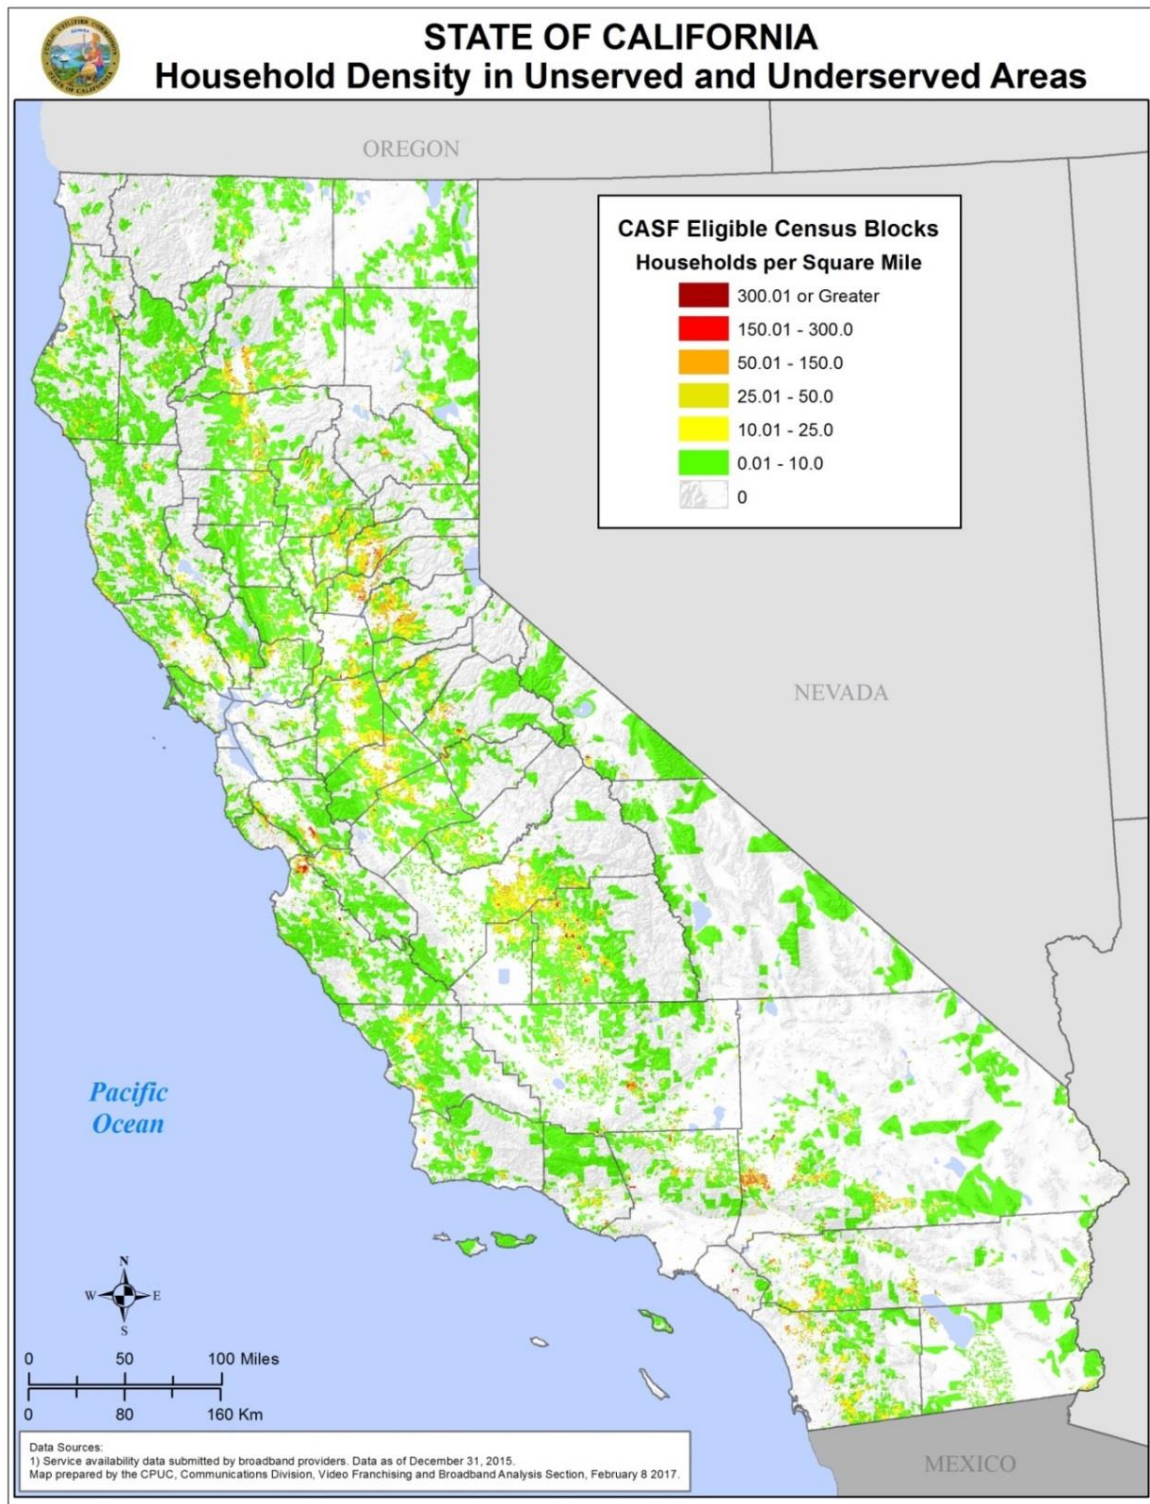 STATE OF CALIFORNIA
Household Density in Unserved and Underserved Areas
OREGON
CASF Eligible Census Blocks
Households per Square Mile
300.01 or Greater
150.01 - 300.0
50.01 - 150.0
25.01 - 50.0
10.01 - 25.0
0.01 - 10.0
0
NEVADA
Pacific
Ocean
N
W E
S
0 50 100 Miles
0 80 160 Km
Data Sources:
1) Service availability data submitted by broadband providers. Data as of December 31, 2015.
Map prepared by the CPUC, Communications Division, Video Franchising and Broadband Analysis Section, February 8 2017.
MEXICO